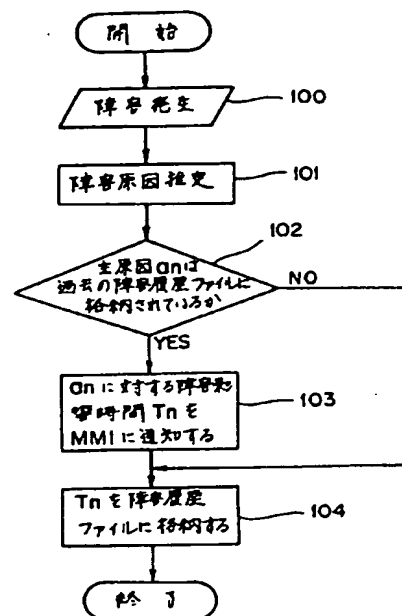 開始
障害発生
100
障害原因推定
101
102
主原因anは
過去の障害履歴ファイルに
格納されているか
NO
YES
anに対する障害影
響時間Tnを
MMIに通知する
103
Tnを障害履歴
ファイルに格納する
104
終了